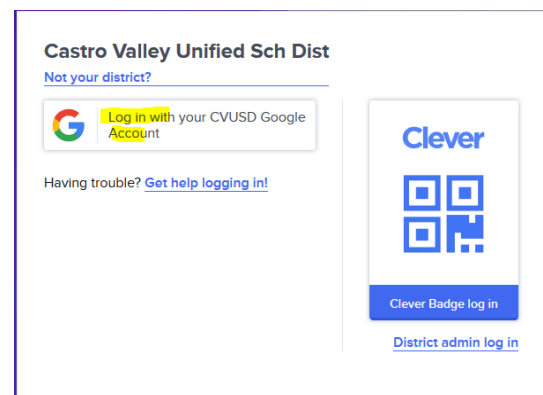 Castro Valley Unified Sch Dist
Not your district?
Log in with your CVUSD Google
Account
Having trouble? Get help logging in!
Clever
Clever Badge log in
District admin log in